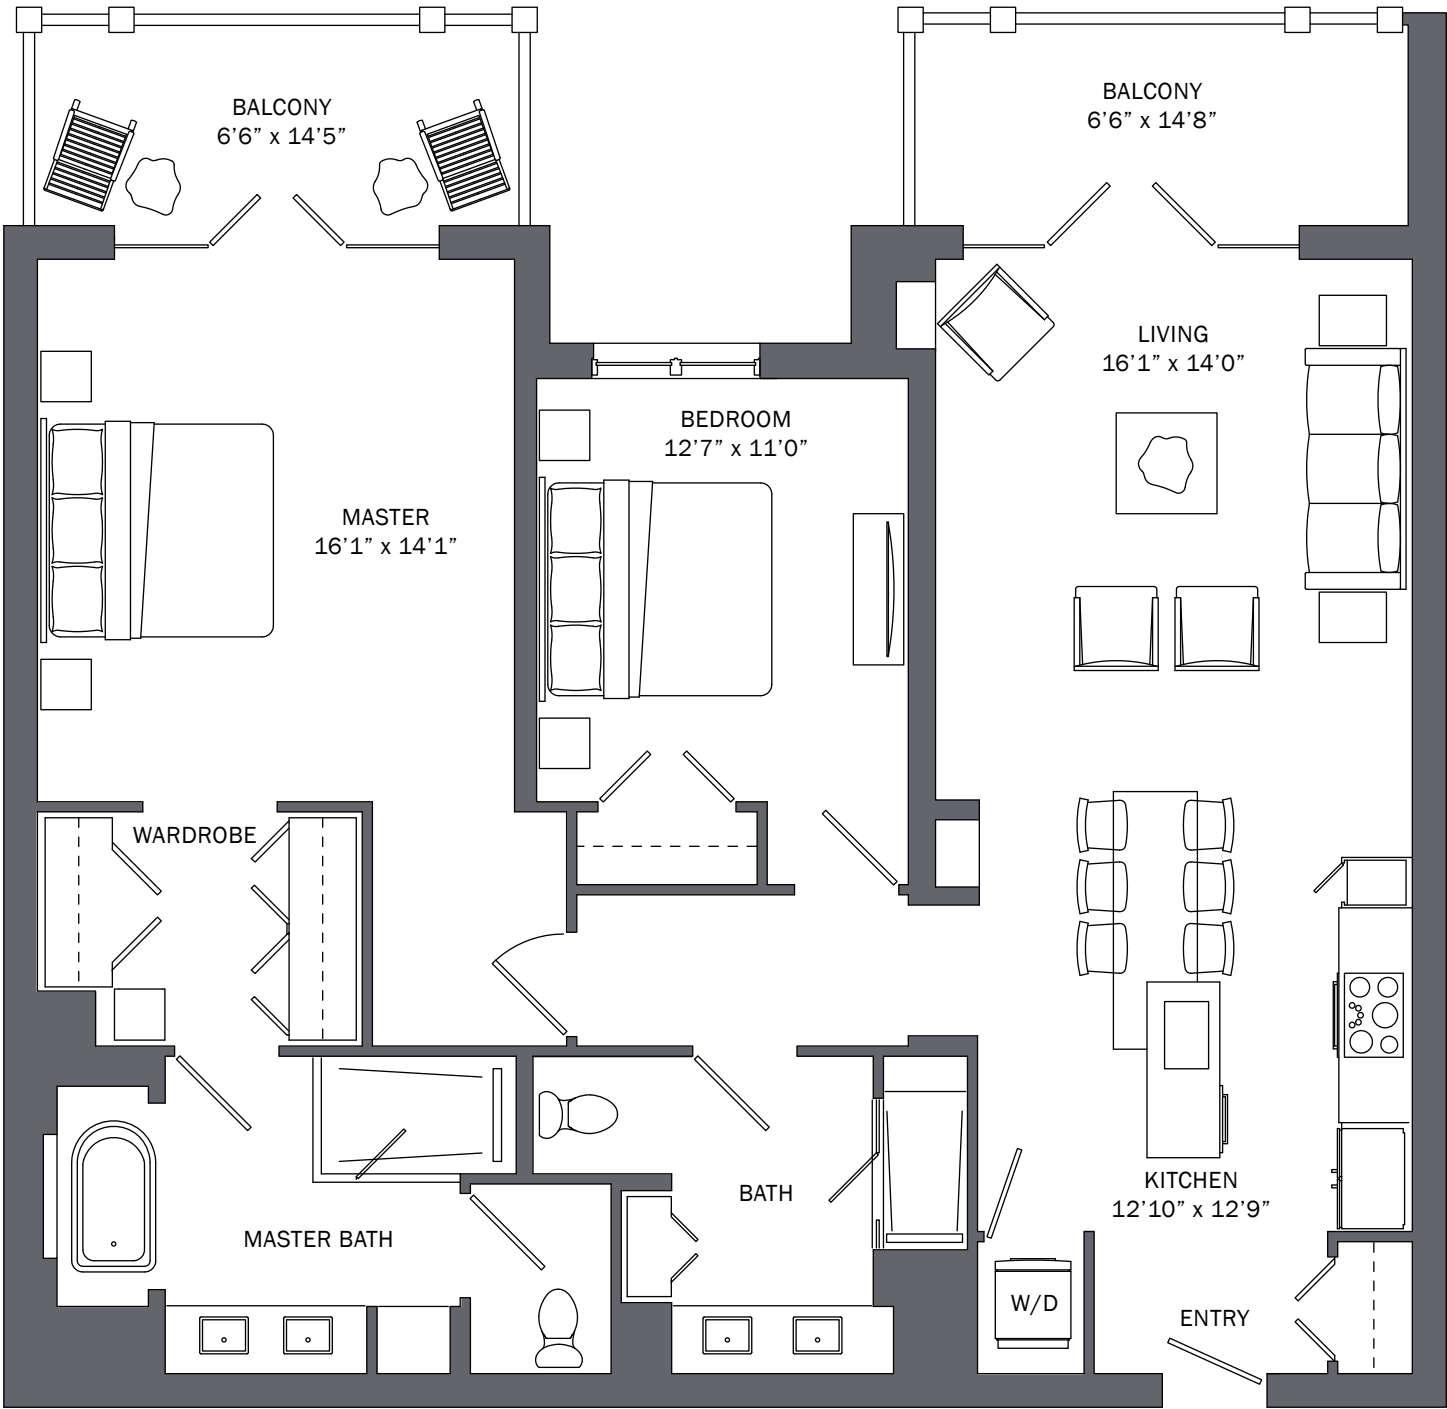 BALCONY
6’6” x 14’5”
BALCONY
6’6” x 14’8”
LIVING
16’1” x 14’0”
BEDROOM
12’7” x 11’0”
MASTER
16’1” x 14’1”
WARDROBE
KITCHEN
12’10” x 12’9”
BATH
MASTER BATH
W/D
ENTRY